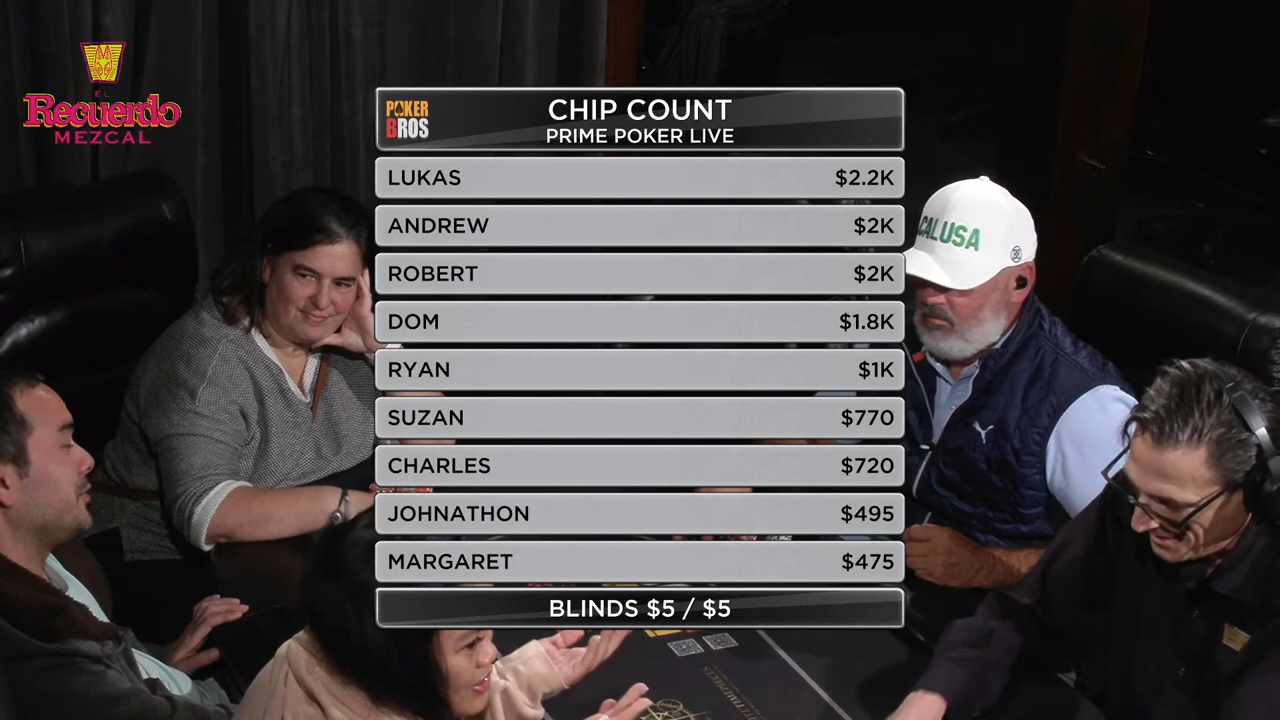 EL
Recuerdo
MEZCAL
POKER
BROS
CHIP COUNT
PRIME POKER LIVE
LUKAS $2.2K
ANDREW $2K
ROBERT $2K
DOM $1.8K
RYAN $1K
SUZAN $770
CHARLES $720
JOHNATHON $495
MARGARET $475
BLINDS $5 / $5
CALUSA